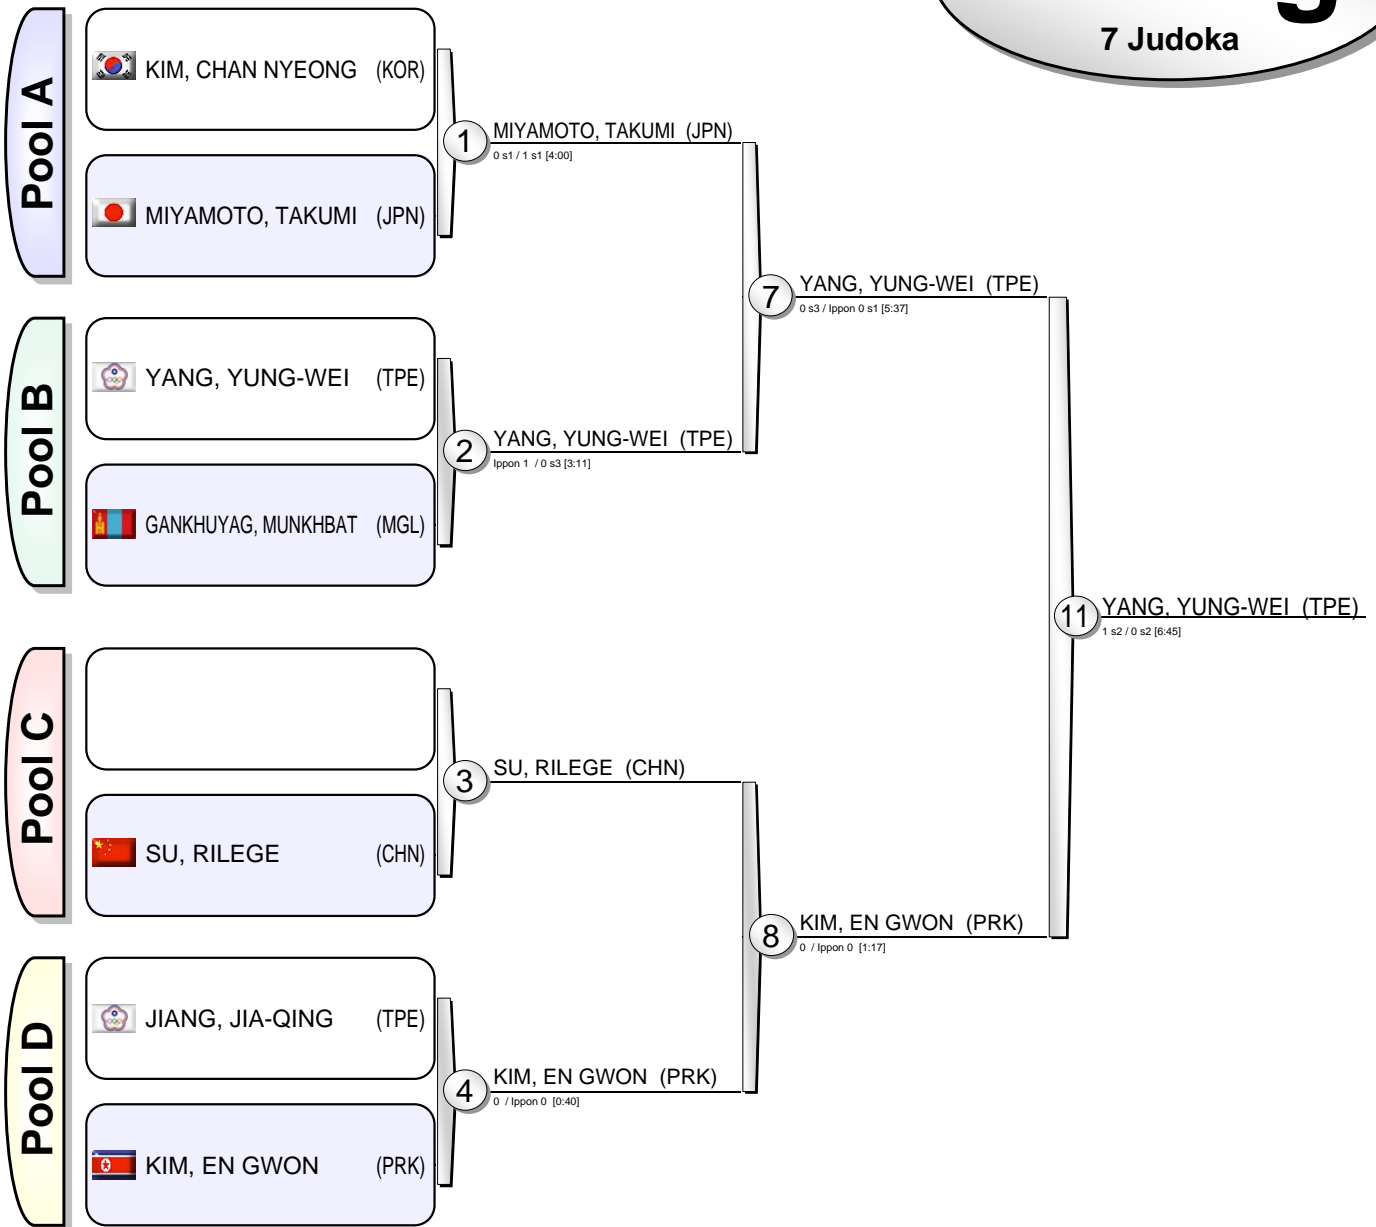 7 Judoka
Pool A
KIM, CHAN NYEONG (KOR)
MIYAMOTO, TAKUMI (JPN)
1
MIYAMOTO, TAKUMI (JPN)
0 s1 / 1 s1 [4:00]
Pool B
YANG, YUNG-WEI (TPE)
GANKHUYAG, MUNKHBAT (MGL)
2
YANG, YUNG-WEI (TPE)
Ippon 1 / 0 s3 [3:11]
7
YANG, YUNG-WEI (TPE)
0 s3 / Ippon 0 s1 [5:37]
Pool C
SU, RILEGE (CHN)
3
SU, RILEGE (CHN)
Pool D
JIANG, JIA-QING (TPE)
KIM, EN GWON (PRK)
4
KIM, EN GWON (PRK)
0 / Ippon 0 [0:40]
8
KIM, EN GWON (PRK)
0 / Ippon 0 [1:17]
11
YANG, YUNG-WEI (TPE)
1 s2 / 0 s2 [6:45]